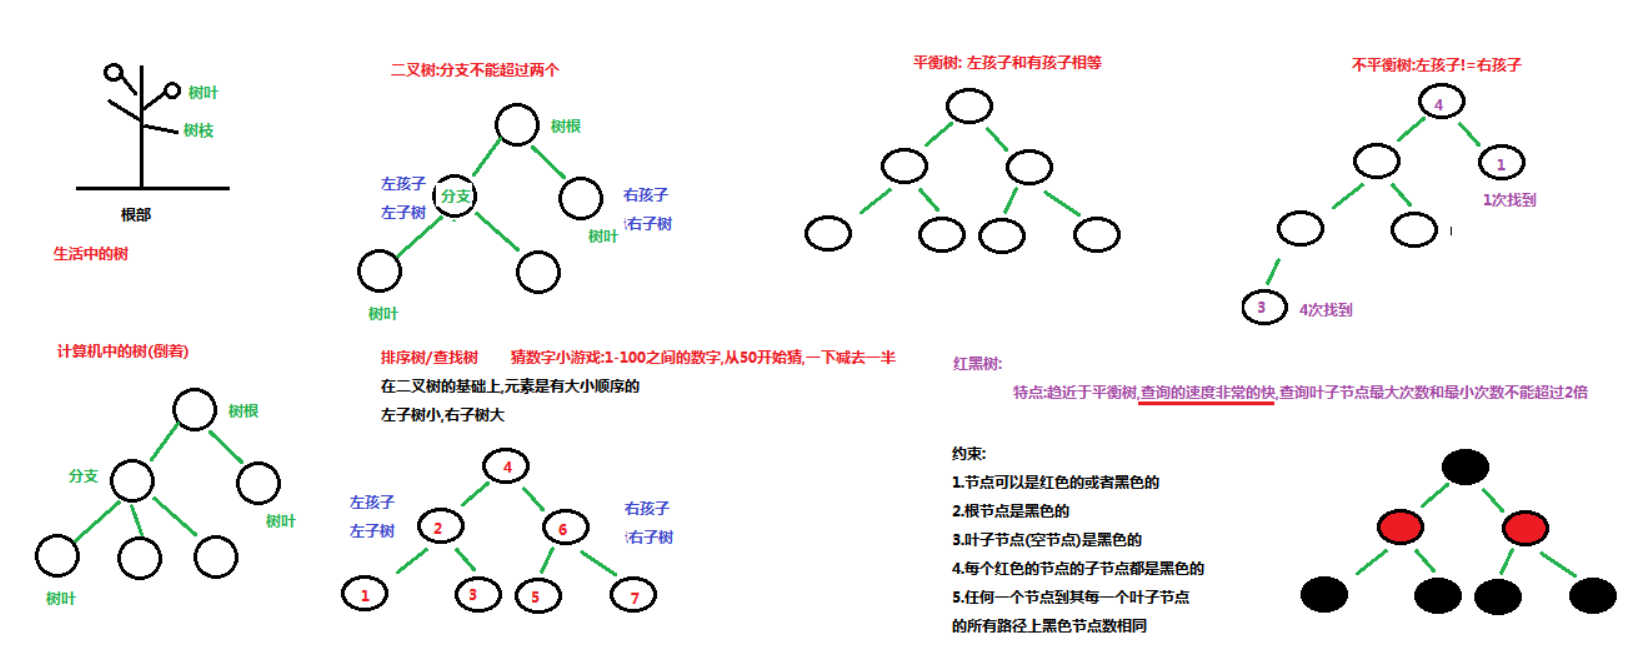 树叶
树枝
根部
生活中的树
二叉树:分支不能超过两个
树根
左孩子
左子树
分支
右孩子
右子树
树叶
树叶
平衡树: 左孩子和有孩子相等
不平衡树:左孩子!=右孩子
4
1
1次找到
3
4次找到
计算机中的树(倒着)
树根
分支
树叶
树叶
排序树/查找树 猜数字小游戏:1-100之间的数字,从50开始猜,一下减去一半
在二叉树的基础上,元素是有大小顺序的
左子树小,右子树大
4
左孩子
左子树
2
6
右孩子
右子树
1
3
5
7
红黑树:
特点:趋近于平衡树,查询的速度非常的快,查询叶子节点最大次数和最小次数不能超过2倍
约束:
1.节点可以是红色的或者黑色的
2.根节点是黑色的
3.叶子节点(空节点)是黑色的
4.每个红色的节点的子节点都是黑色的
5.任何一个节点到其每一个叶子节点
的所有路径上黑色节点数相同